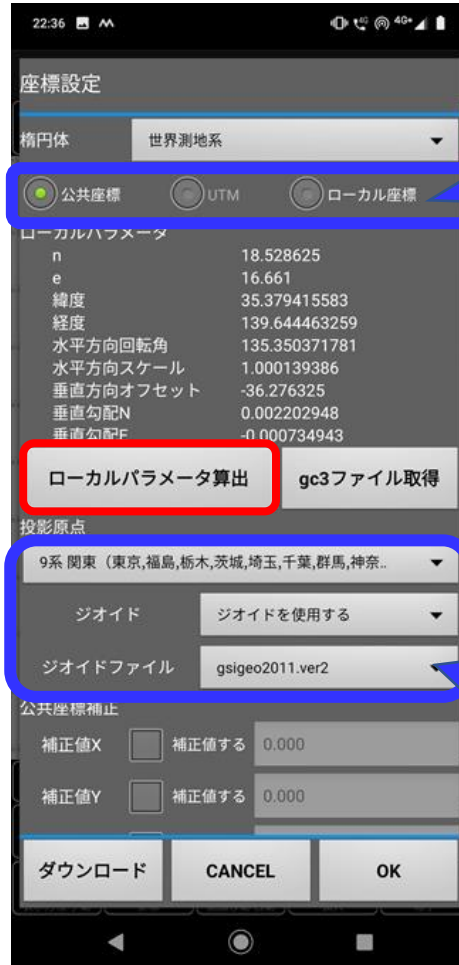 22:36
4G 4G+
座標設定
楕円体 世界測地系
公共座標 UTM ローカル座標
ローカルパラメータ
n 18.528625
e 16.661
緯度 35.379415583
経度 139.644463259
水平方向回転角 135.350371781
水平方向スケール 1.000139386
垂直方向オフセット -36.276325
垂直勾配N 0.002202948
垂直勾配E -0.000734943
ローカルパラメータ算出 gc3ファイル取得
投影原点
9系 関東（東京,福島,栃木,茨城,埼玉,千葉,群馬,神奈..
ジオイド ジオイドを使用する
ジオイドファイル gsigeo2011.ver2
公共座標補正
補正値X 補正値する 0.000
補正値Y 補正値する 0.000
ダウンロード CANCEL OK